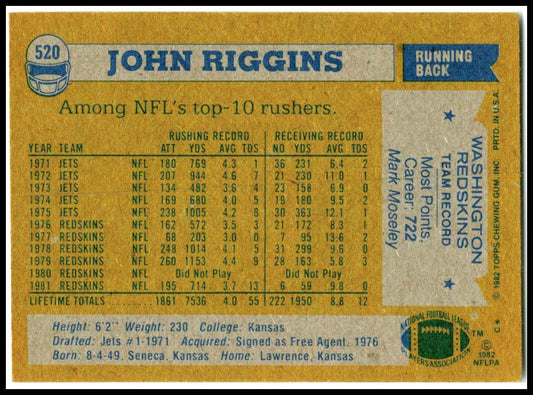 520
JOHN RIGGINS
RUNNING
BACK
Among NFL's top-10 rushers.
RUSHING RECORD RECEIVING RECORD
YEAR TEAM ATT YDS AVG TDS NO YDS AVG TDS
1971 JETS NFL 180 769 4.3 1 36 231 6.4 2
1972 JETS NFL 207 944 4.6 7 21 230 11.0 1
1973 JETS NFL 134 482 3.6 4 23 158 6.9 0
1974 JETS NFL 169 680 4.0 5 19 180 9.5 2
1975 JETS NFL 238 1005 4.2 8 30 363 12.1 1
1976 REDSKINS NFL 162 572 3.5 3 21 172 8.3 1
1977 REDSKINS NFL 68 203 3.0 0 7 95 13.6 2
1978 REDSKINS NFL 248 1014 4.1 5 31 299 9.6 0
1979 REDSKINS NFL 260 1153 4.4 9 28 163 5.8 3
1980 REDSKINS NFL Did Not Play Did Not Play
1981 REDSKINS NFL 195 714 3.7 13 6 59 9.8 0
LIFETIME TOTALS 1861 7536 4.0 55 222 1950 8.8 12
Height: 6'2" Weight: 230 College: Kansas
Drafted: Jets #1-1971 Acquired: Signed as Free Agent, 1976
Born: 8-4-49, Seneca, Kansas Home: Lawrence, Kansas
WASHINGTON
REDSKINS
TEAM RECORD
Most Points,
Career: 722
Mark Moseley
© 1982 TOPPS CHEWING GUM, INC. PRTD. IN U.S.A.
C*
NATIONAL FOOTBALL LEAGUE
PLAYERS ASSOCIATION
TM
© 1982
NFLPA